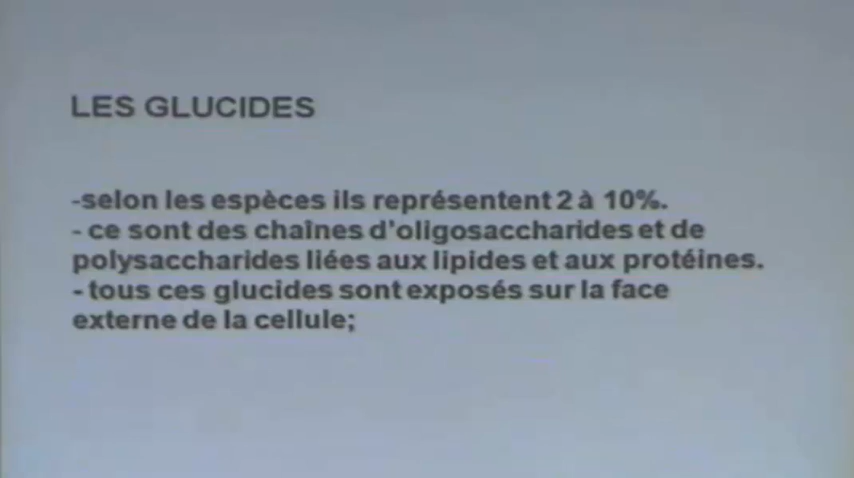 LES GLUCIDES
-selon les espèces ils représentent 2 à 10%.
- ce sont des chaînes d'oligosaccharides et de
polysaccharides liées aux lipides et aux protéines.
- tous ces glucides sont exposés sur la face
externe de la cellule;